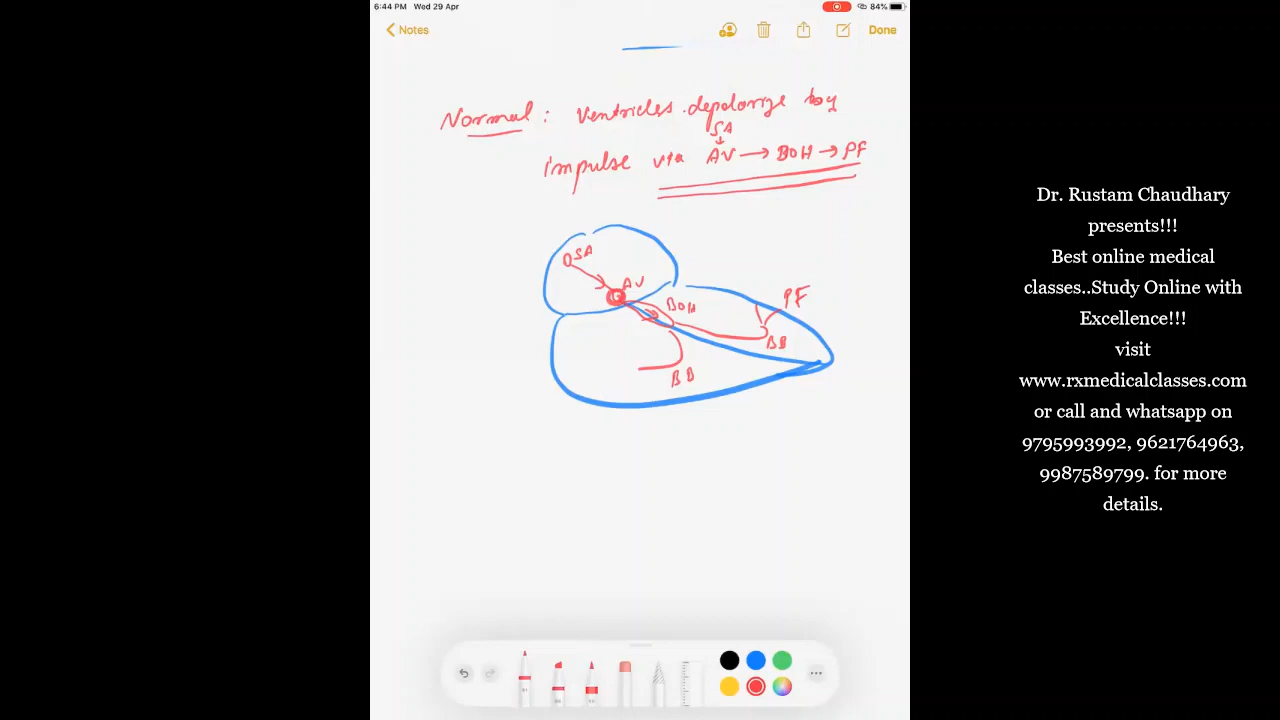 6:44 PM Wed 29 Apr
84%
Notes
Done
Normal : Ventricles depolarize by
SA
impulse via AV → BOH → PF
SA
AV
BOH
PF
BB
BB
Dr. Rustam Chaudhary
presents!!!
Best online medical
classes..Study Online with
Excellence!!!
visit
www.rxmedicalclasses.com
or call and whatsapp on
9795993992, 9621764963,
9987589799. for more
details.